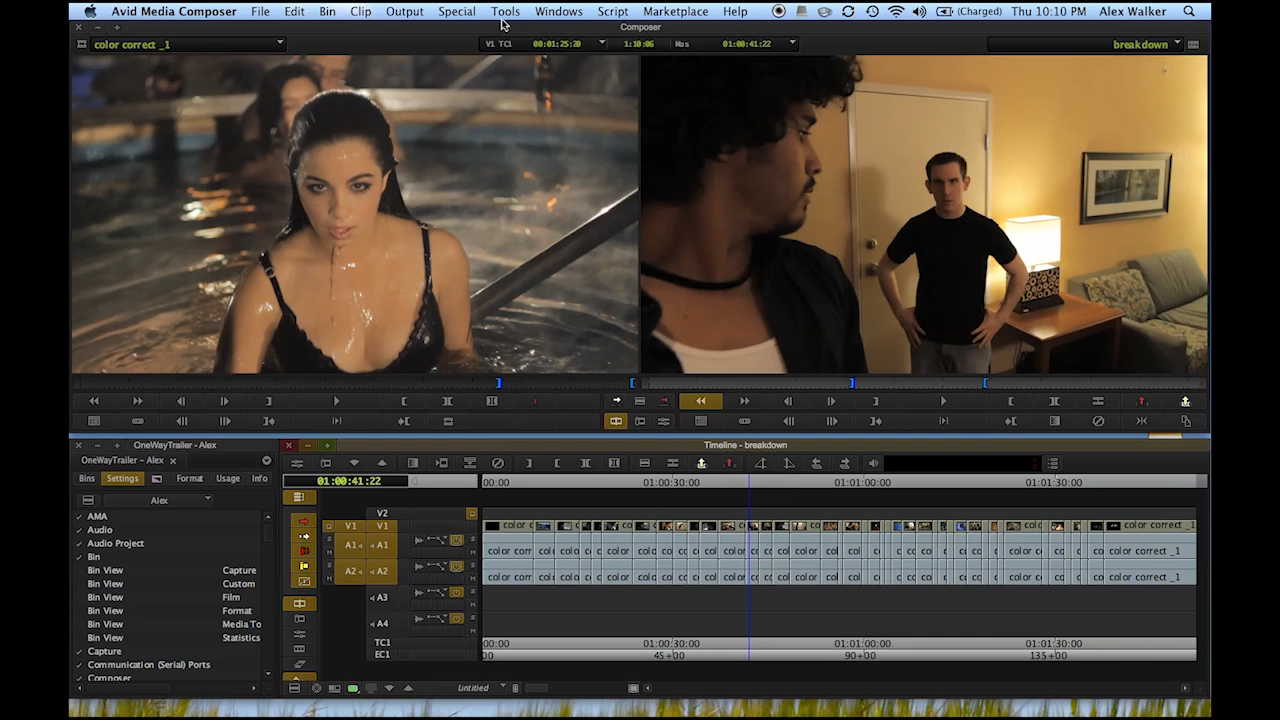 Avid Media Composer File Edit Bin Clip Output Special Tools Windows Script Marketplace Help (Charged) Thu 10:10 PM Alex Walker
Composer
color correct _1 V1 TC1 00:01:25:20 1:10:06 Mas 01:00:41:22 breakdown
OneWayTrailer - Alex Timeline - breakdown
OneWayTrailer - Alex
Bins Settings Format Usage Info
01:00:41:22 00:00 01:00:30:00 01:01:00:00 01:01:30:00
Alex
AMA V2
Audio V1 V1 color c color correct _1
Audio Project A1 A1 color corr color correct _1
Bin
Bin View Capture A2 A2 color corr color correct _1
Bin View Custom
Bin View Film A3
Bin View Format
Bin View Media To A4
Bin View Statistics
Capture TC1 00:00 01:00:30:00 01:01:00:00 01:01:30:00
Communication (Serial) Ports EC1 00 45+00 90+00 135+00
Composer
Untitled